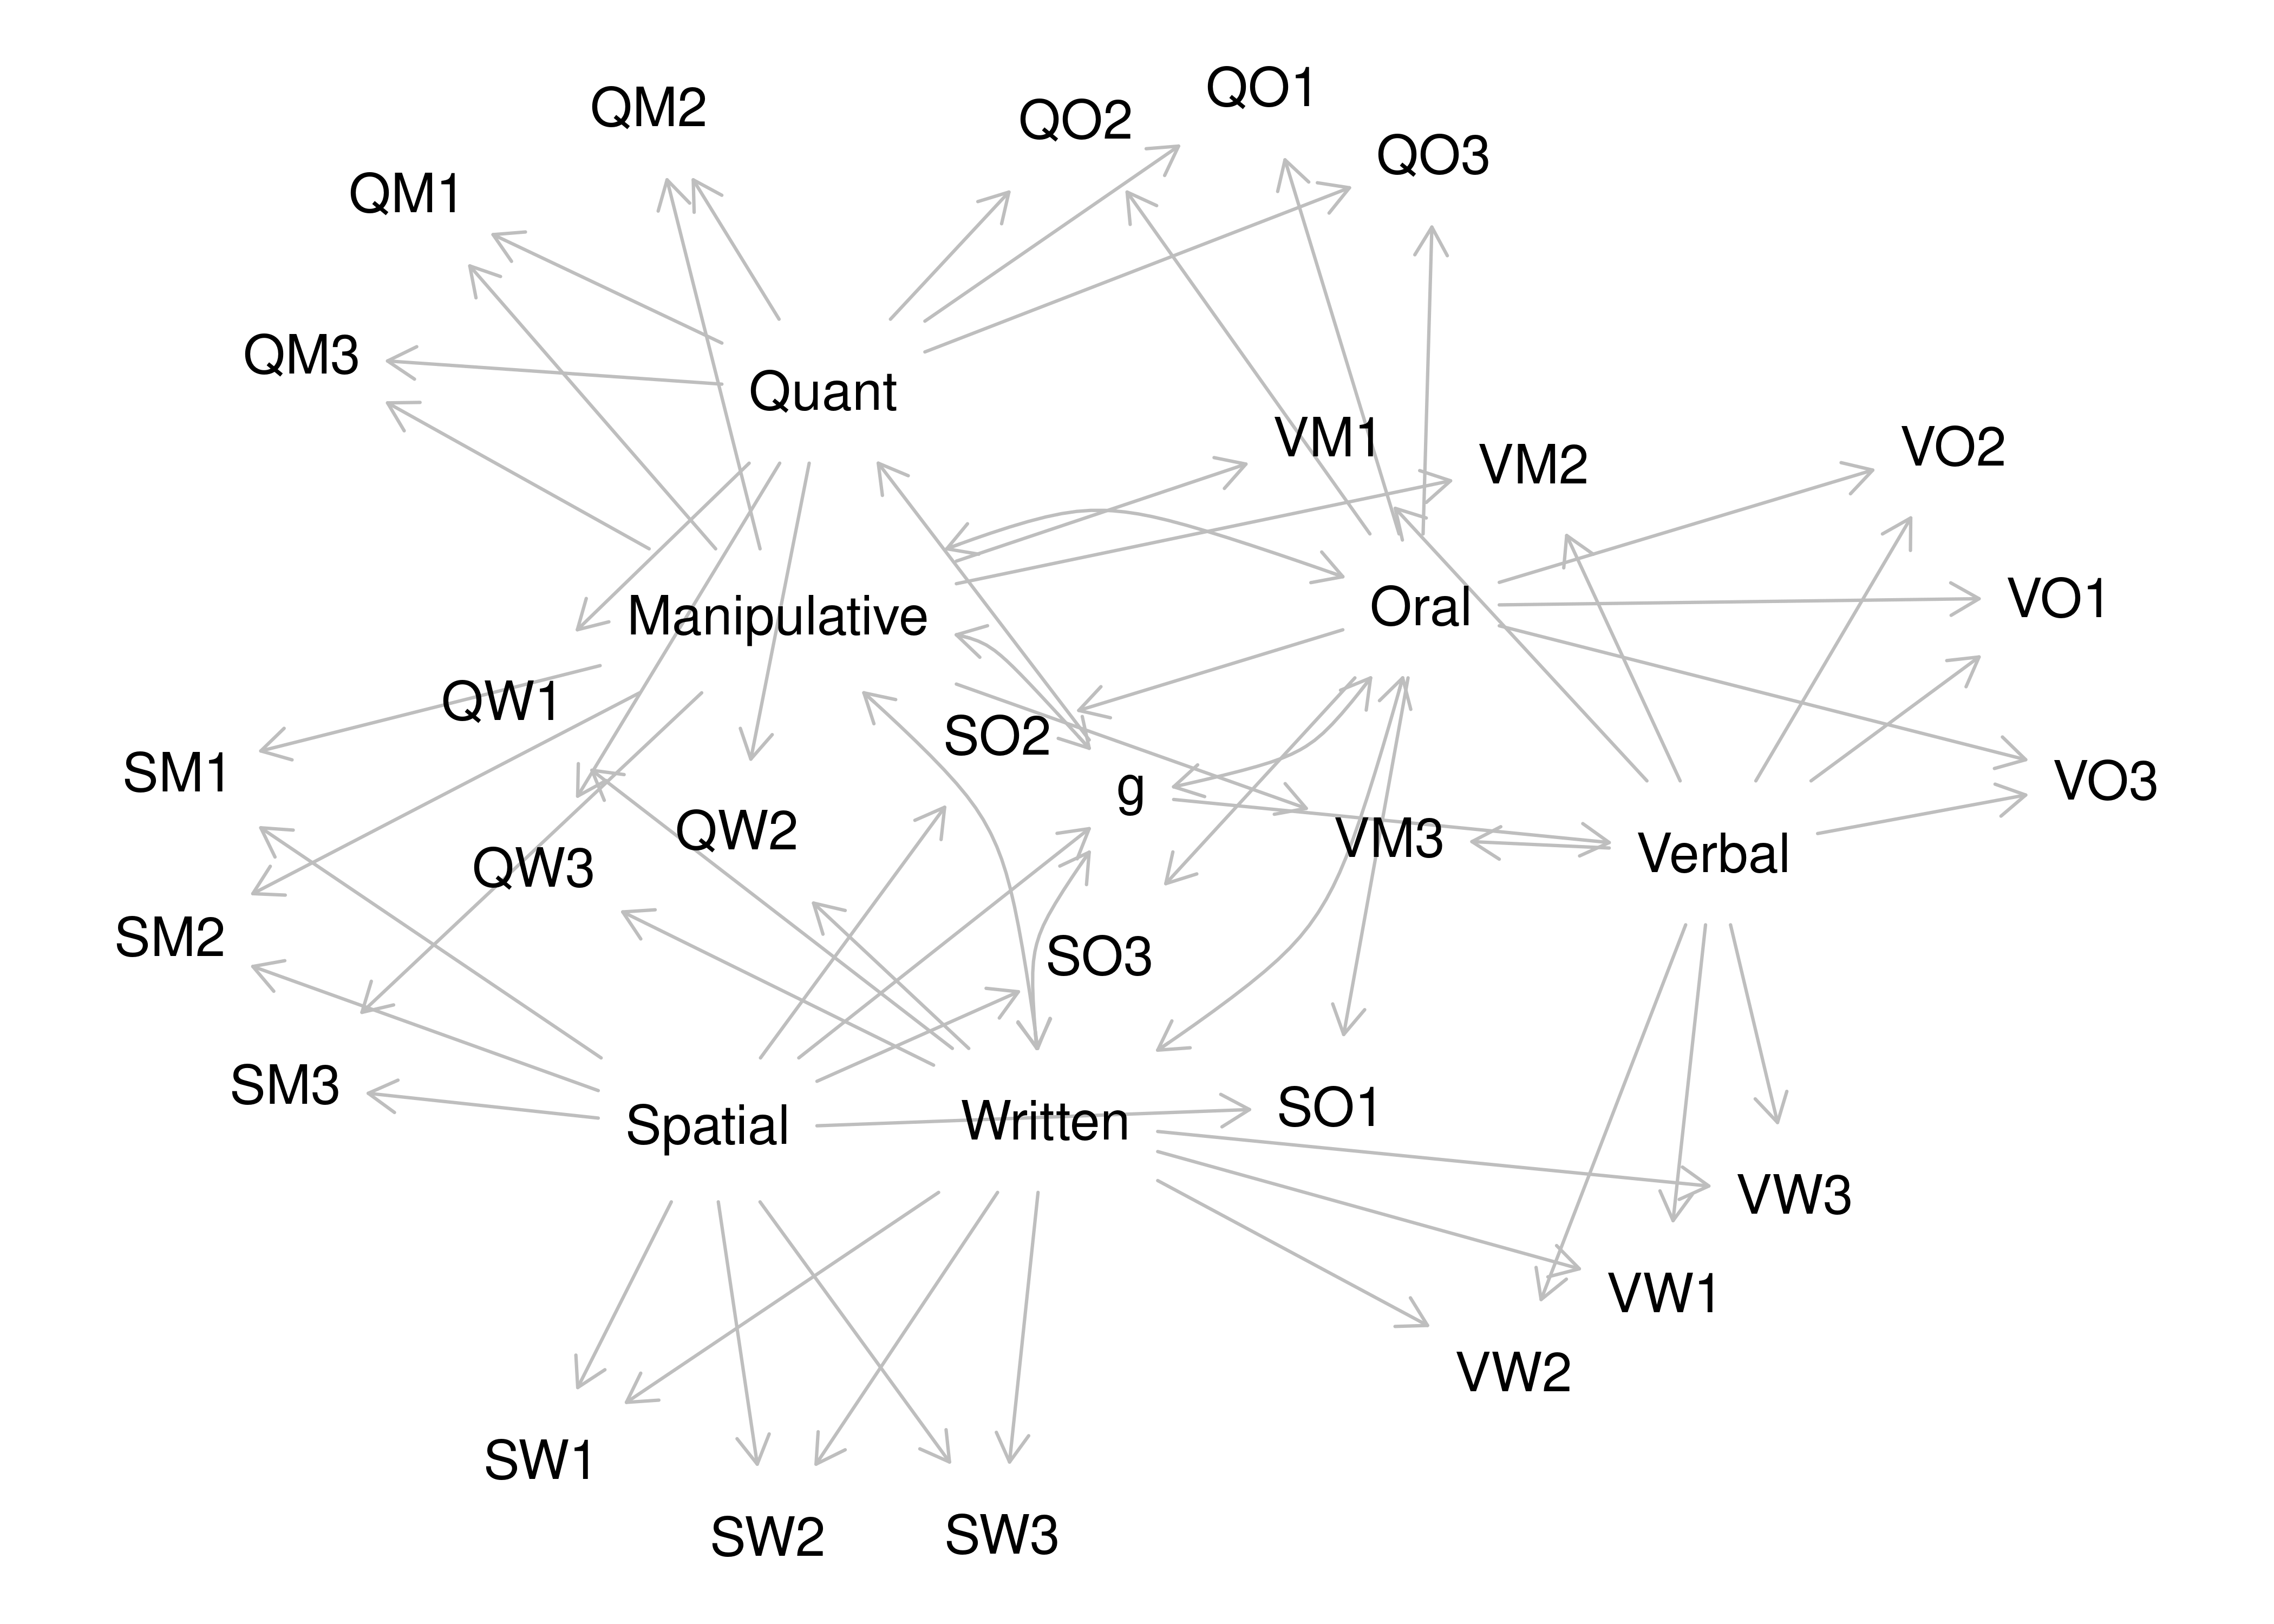 QO1
QM2
QO2
QO3
QM1
QM3
Quant
VM1
VO2
VM2
VO1
Oral
Manipulative
QW1
SO2
SM1
VO3
g
QW2
VM3
Verbal
QW3
SM2
SO3
SM3
SO1
Written
Spatial
VW3
VW1
VW2
SW1
SW3
SW2